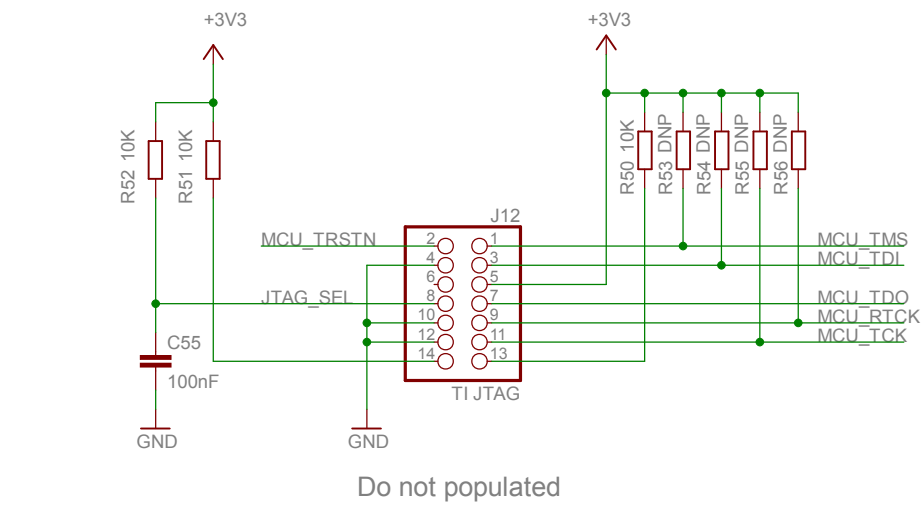 +3V3
+3V3
R52 10K
R51 10K
R50 10K
R53 DNP
R54 DNP
R55 DNP
R56 DNP
J12
MCU_TRSTN
2
1
MCU_TMS
4
3
MCU_TDI
6
5
JTAG_SEL
8
7
MCU_TDO
10
9
MCU_RTCK
12
11
MCU_TCK
14
13
C55
100nF
TI JTAG
GND
GND
Do not populated